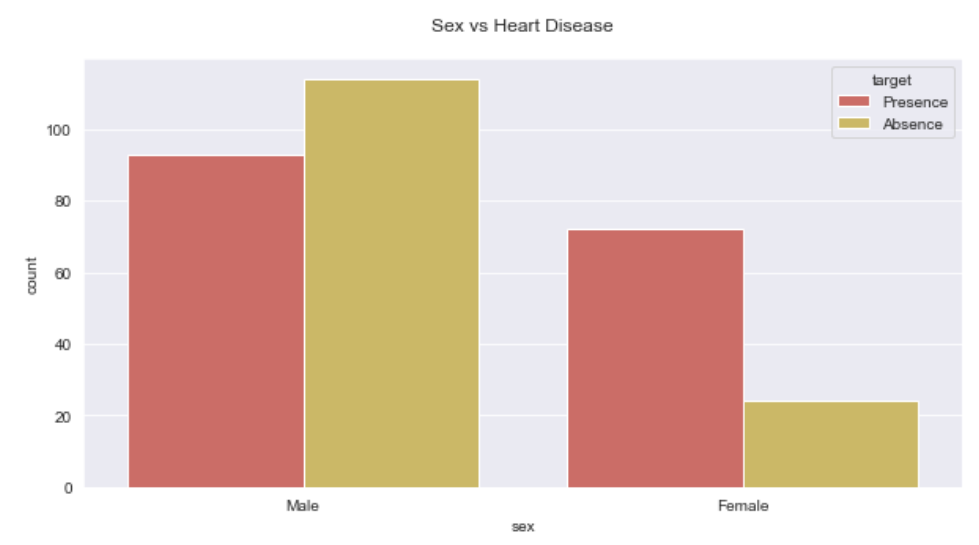 Sex vs Heart Disease
target
Presence
Absence
100
80
60
40
20
0
count
Male Female
sex